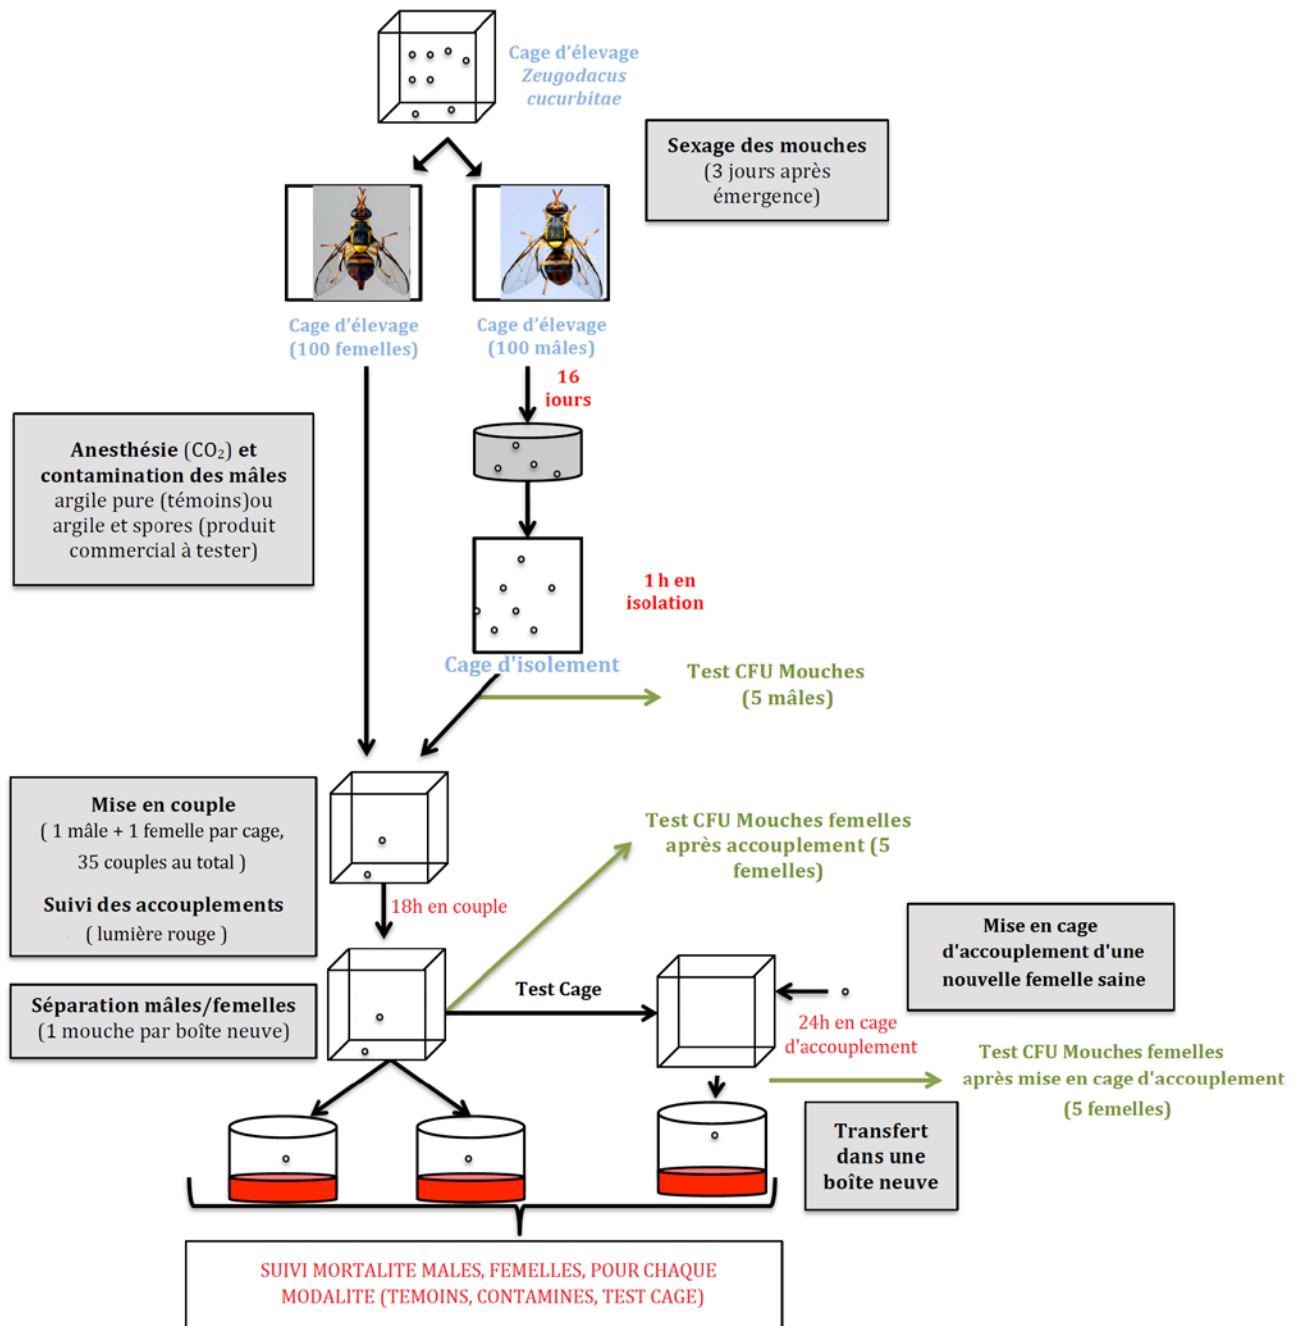 Cage d'élevage
Zeugodacus
cucurbitae
Sexage des mouches
(3 jours après
émergence)
Cage d'élevage
(100 femelles)
Cage d'élevage
(100 mâles)
16
jours
Anesthésie (CO₂) et
contamination des mâles
argile pure (témoins)ou
argile et spores (produit
commercial à tester)
1 h en
isolation
Cage d'isolement
Test CFU Mouches
(5 mâles)
Mise en couple
( 1 mâle + 1 femelle par cage,
35 couples au total )
Suivi des accouplements
( lumière rouge )
18h en couple
Test CFU Mouches femelles
après accouplement (5
femelles)
Séparation mâles/femelles
(1 mouche par boîte neuve)
Test Cage
Mise en cage
d'accouplement d'une
nouvelle femelle saine
24h en cage
d'accouplement
Test CFU Mouches femelles
après mise en cage d'accouplement
(5 femelles)
Transfert
dans une
boîte neuve
SUIVI MORTALITE MALES, FEMELLES, POUR CHAQUE
MODALITE (TEMOINS, CONTAMINES, TEST CAGE)